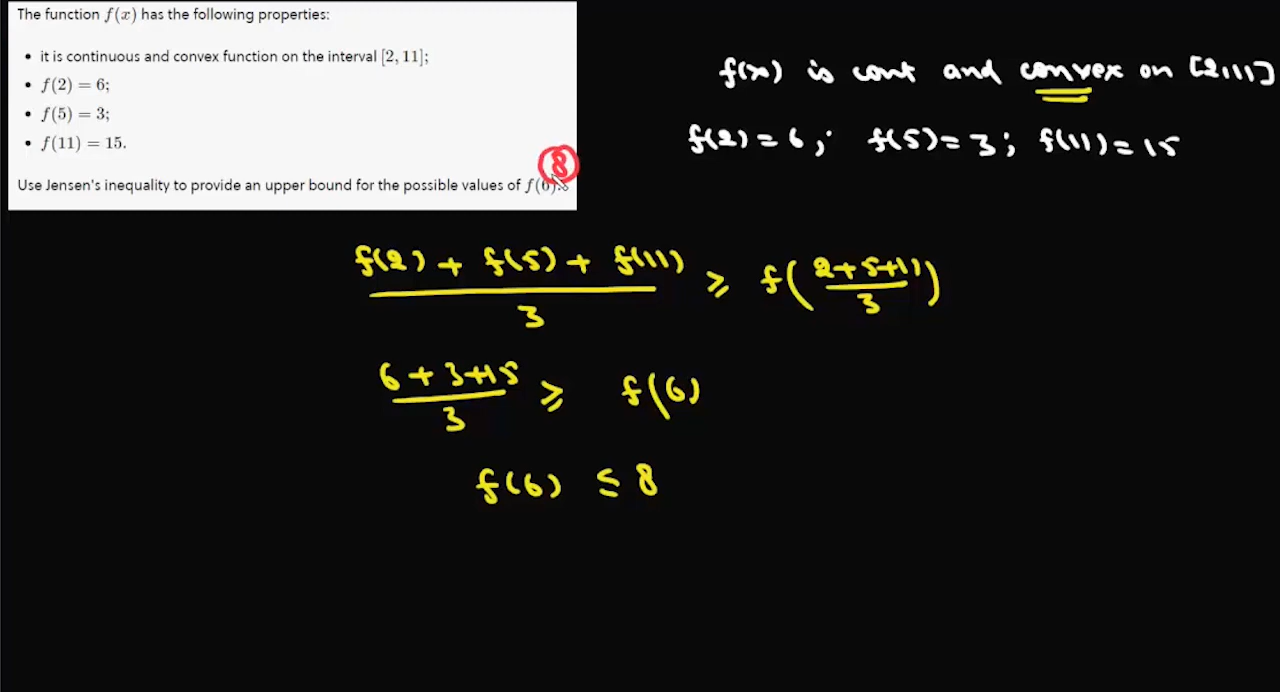 The function f(x) has the following properties:
• it is continuous and convex function on the interval [2, 11];
• f(2) = 6;
• f(5) = 3;
• f(11) = 15.
Use Jensen's inequality to provide an upper bound for the possible values of f(6).
8
f(x) is cont and convex on [2,11]
f(2) = 6; f(5) = 3; f(11) = 15
f(2) + f(5) + f(11) / 3 ≥ f(2+5+11 / 3)
6 + 3 + 15 / 3 ≥ f(6)
f(6) ≤ 8